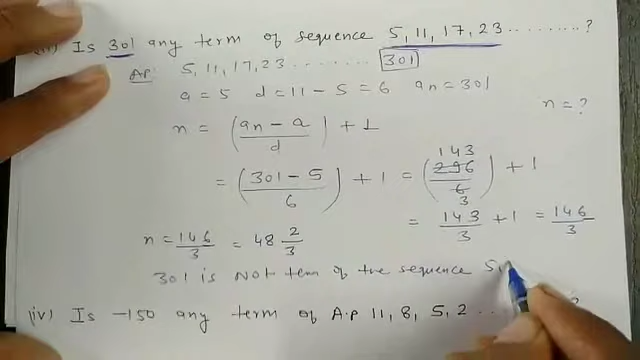 Is 301 any term of sequence 5, 11, 17, 23 .........?
AP: 5, 11, 17, 23 ........ 301
a = 5 d = 11 - 5 = 6 an = 301
n = ?
n = (an - a / d) + 1
= (301 - 5 / 6) + 1 = (143 296 / 6 3) + 1
= 143/3 + 1 = 146/3
n = 146/3 = 48 2/3
301 is NOT term of the sequence 5,
(iv) Is -150 any term of A.P 11, 8, 5, 2 .. ?